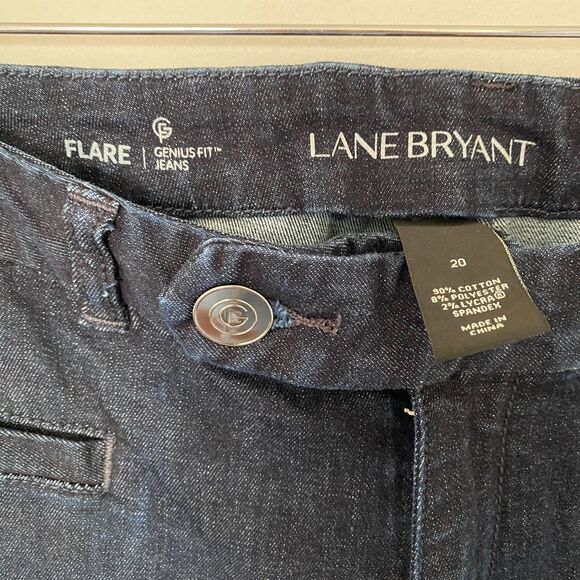 FLARE
GENIUS FIT™
JEANS
LANE BRYANT
20
90% COTTON
8% POLYESTER
2% LYCRA®
SPANDEX
MADE IN
CHINA
G